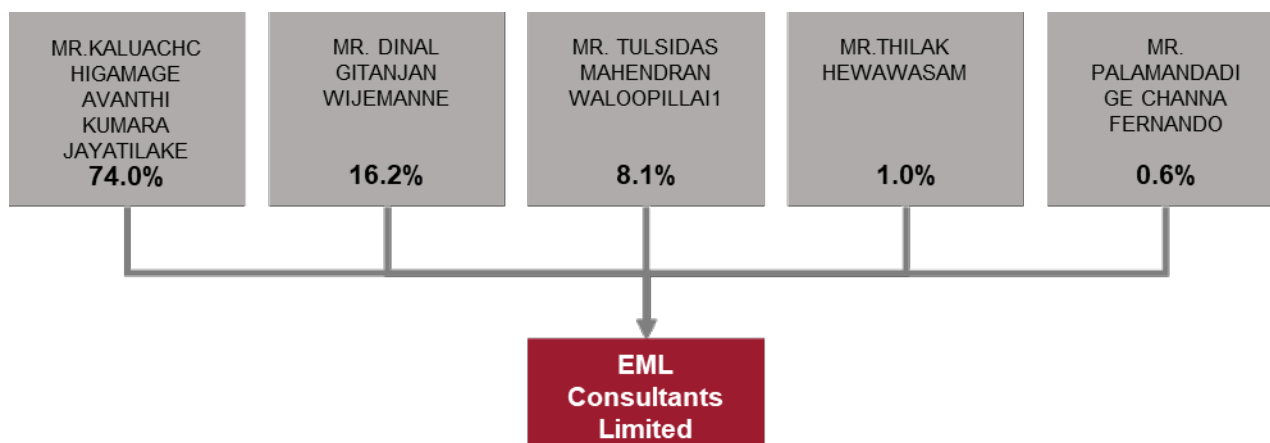 MR.KALUACHC
HIGAMAGE
AVANTHI
KUMARA
JAYATILAKE
74.0%
MR. DINAL
GITANJAN
WIJEMANNE
16.2%
MR. TULSIDAS
MAHENDRAN
WALOOPILLAI1
8.1%
MR.THILAK
HEWAWASAM
1.0%
MR.
PALAMANDADI
GE CHANNA
FERNANDO
0.6%
EML
Consultants
Limited